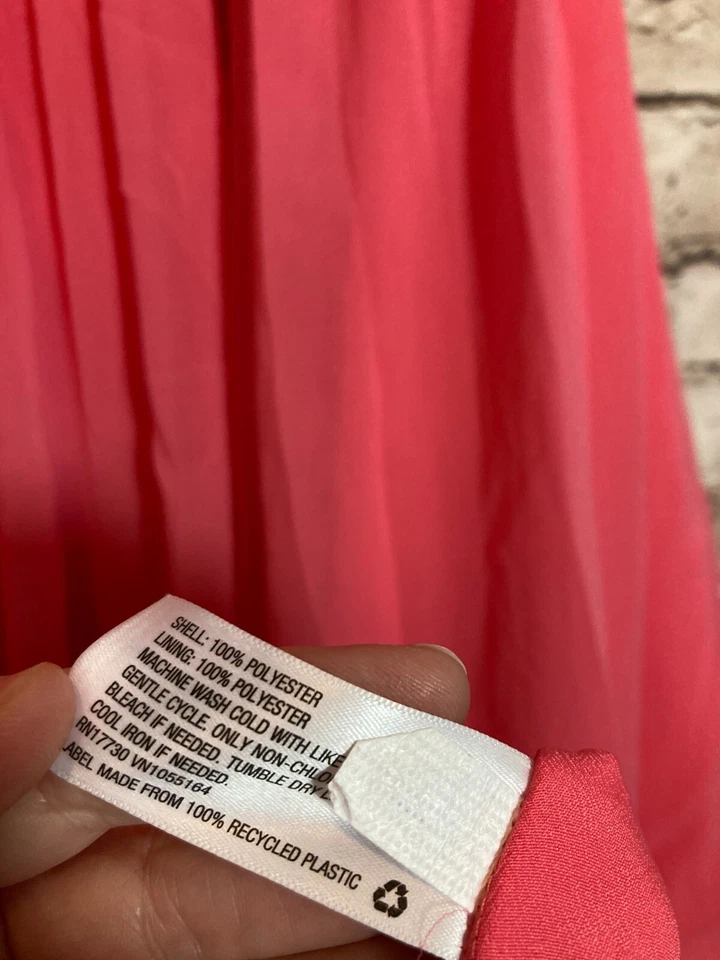 SHELL: 100% POLYESTER
LINING: 100% POLYESTER
MACHINE WASH COLD WITH LIKE
GENTLE CYCLE. ONLY NON-CHLO
BLEACH IF NEEDED. TUMBLE DRY
COOL IRON IF NEEDED.
RN17730 VN1055164
ABEL MADE FROM 100% RECYCLED PLASTIC